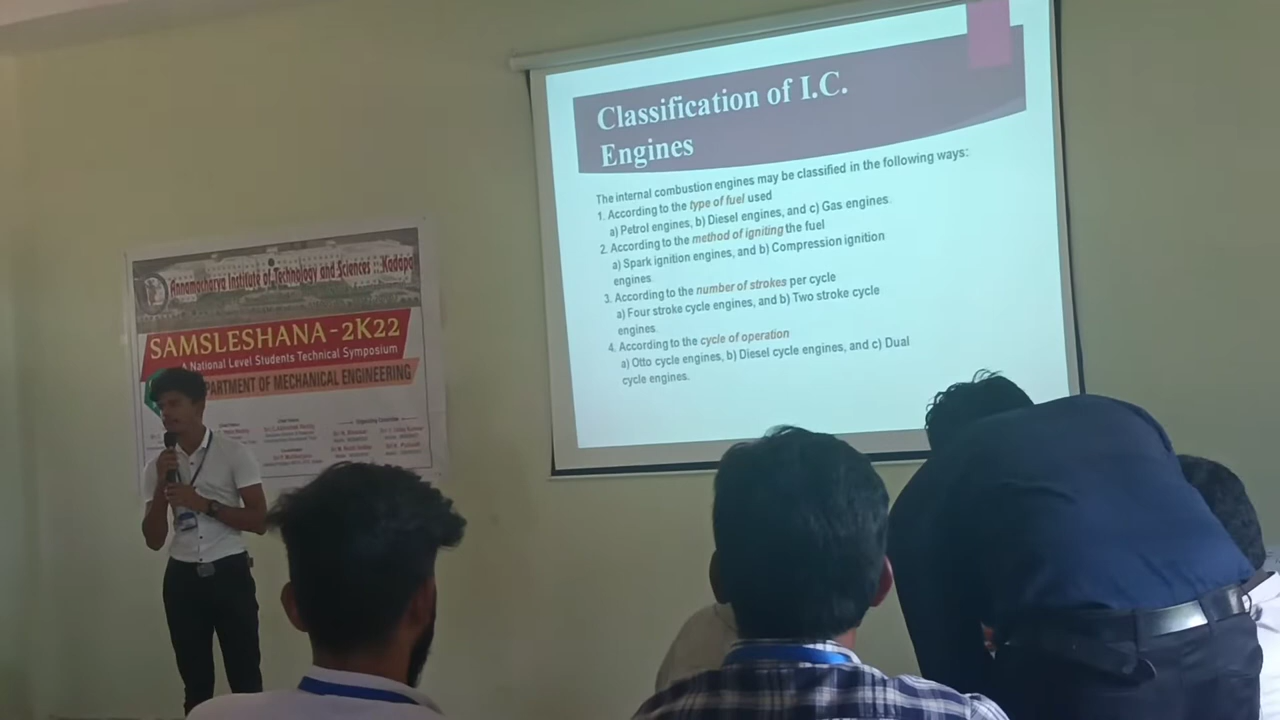 Classification of I.C.
Engines
The internal combustion engines may be classified in the following ways:
1. According to the type of fuel used
a) Petrol engines, b) Diesel engines, and c) Gas engines.
2. According to the method of igniting the fuel
a) Spark ignition engines, and b) Compression ignition
engines.
3. According to the number of strokes per cycle
a) Four stroke cycle engines, and b) Two stroke cycle
engines.
4. According to the cycle of operation
a) Otto cycle engines, b) Diesel cycle engines, and c) Dual
cycle engines.
Annamacharya Institute of Technology and Sciences :: Kadapa
SAMSLESHANA-2K22
A National Level Students Technical Symposium
PARTMENT OF MECHANICAL ENGINEERING
Organizing Committee